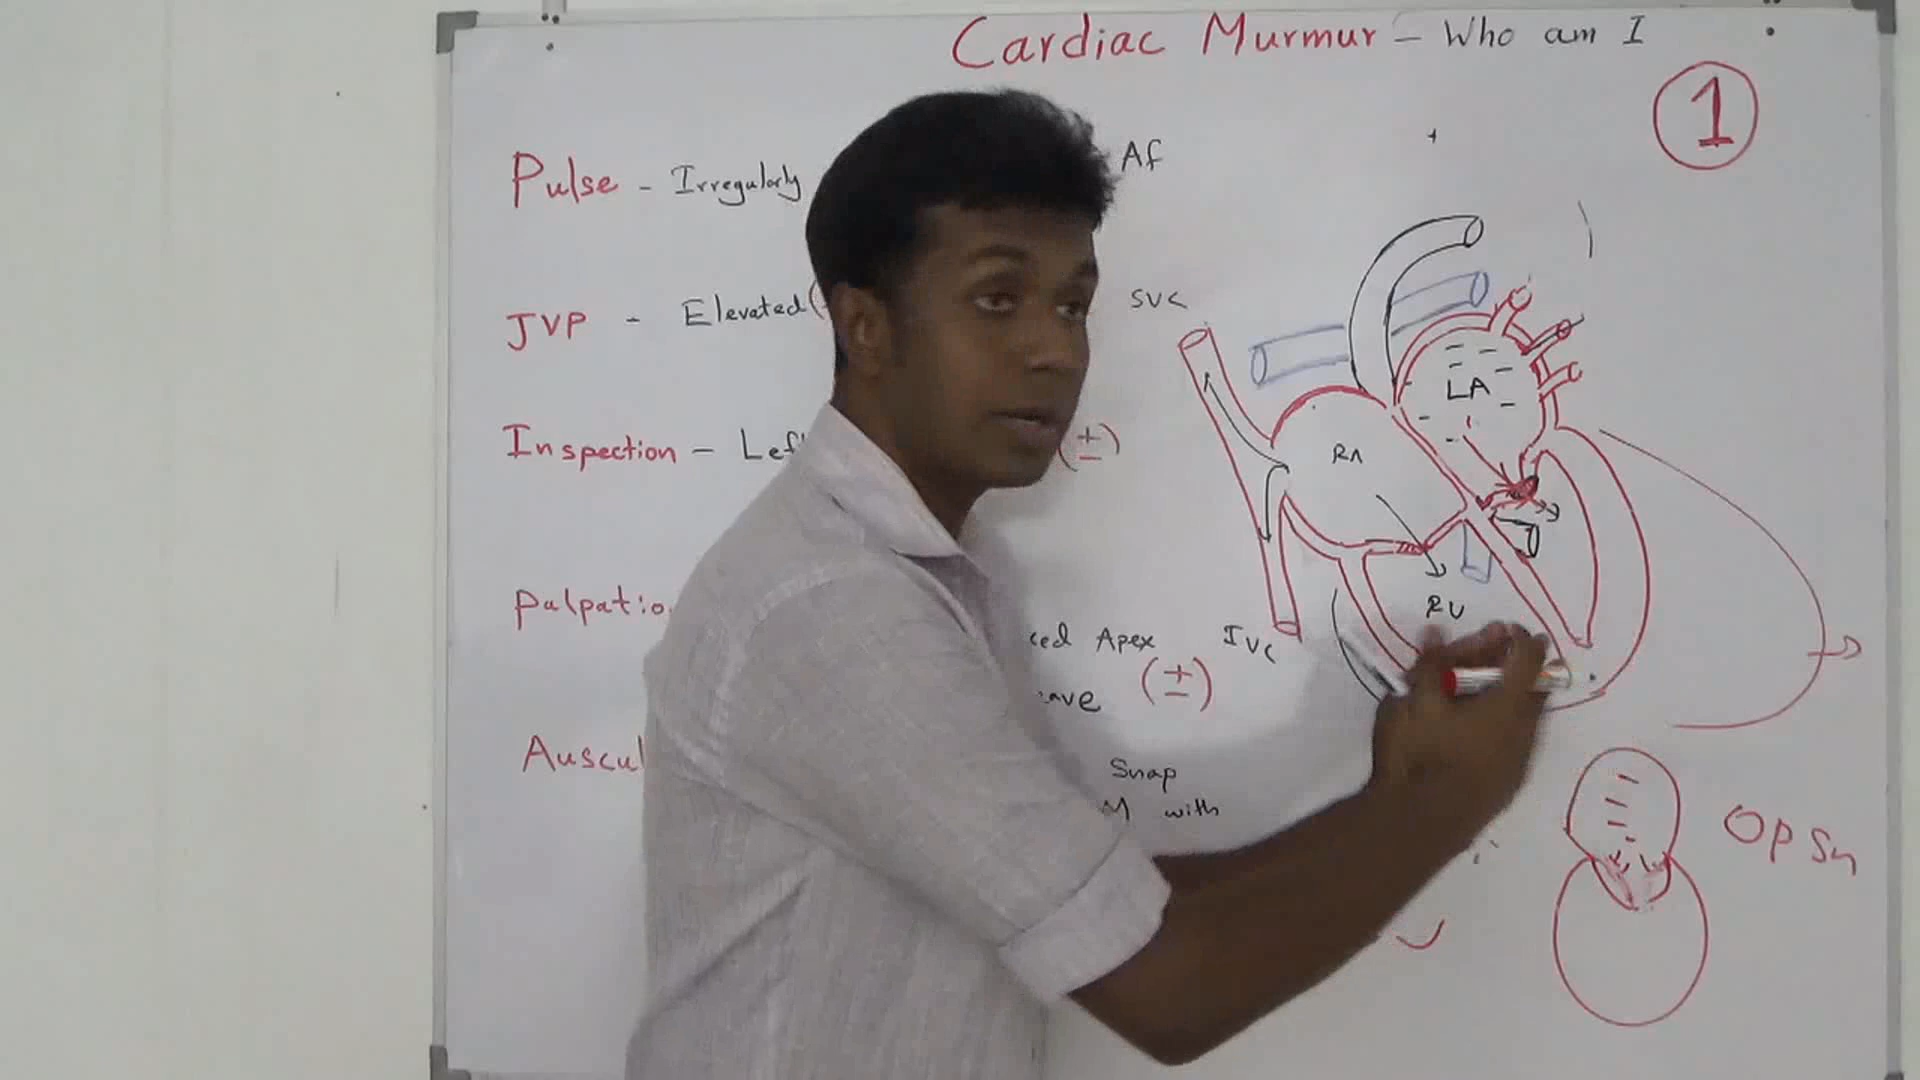 Cardiac Murmur - Who am I
1
Pulse - Irregularly
Af
JVP - Elevated (
SVC
Inspection - Lef
(±)
LA
RA
Palpatio
RV
ced Apex
IVC
ave (±)
Auscul
Snap
M with
Op Sn